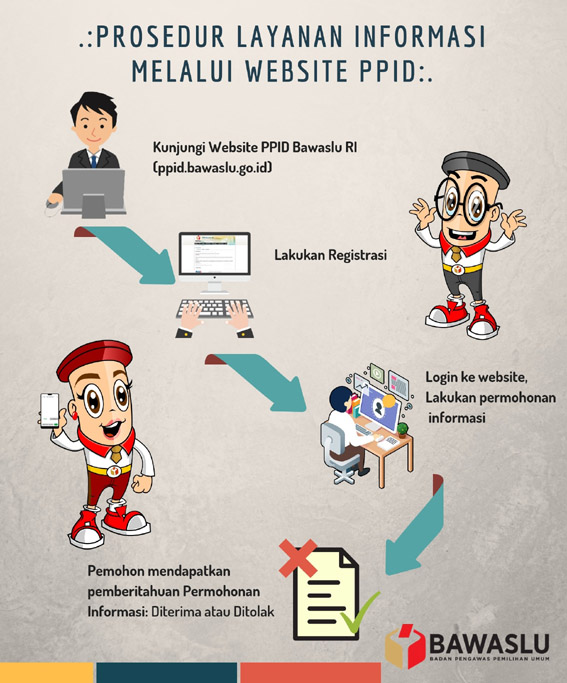 .:PROSEDUR LAYANAN INFORMASI
MELALUI WEBSITE PPID:.
Kunjungi Website PPID Bawaslu RI
(ppid.bawaslu.go.id)
Lakukan Registrasi
Login ke website,
Lakukan permohonan
informasi
Pemohon mendapatkan
pemberitahuan Permohonan
Informasi: Diterima atau Ditolak
BAWASLU
BADAN PENGAWAS PEMILIHAN UMUM